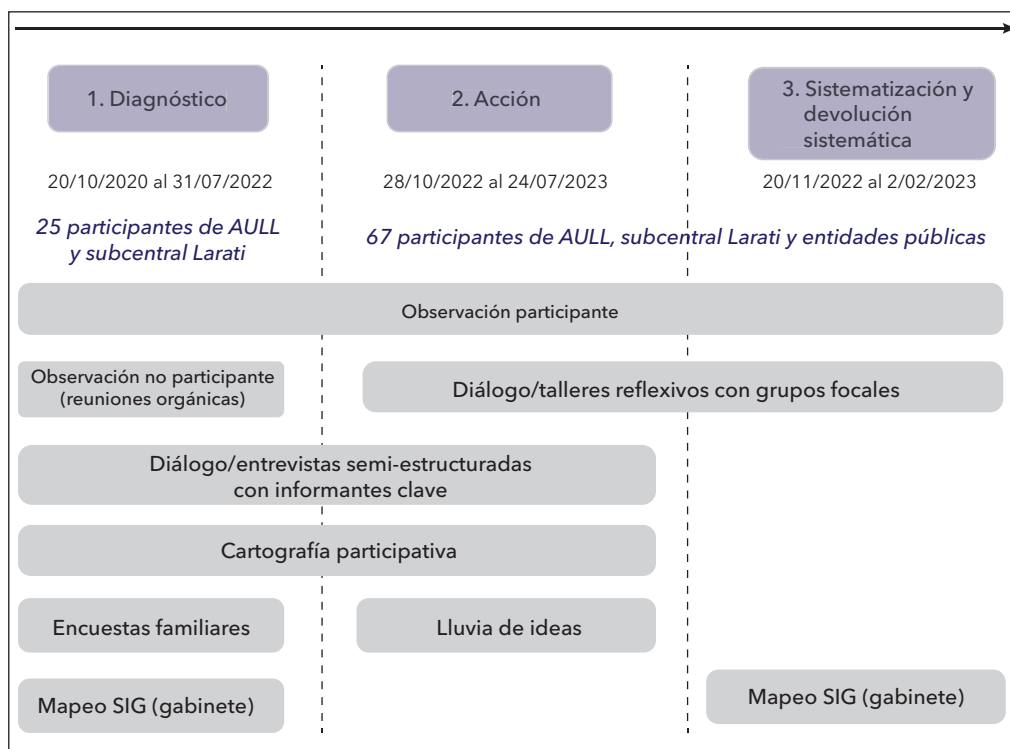 1. Diagnóstico
2. Acción
3. Sistematización y
devolución
sistemática
20/10/2020 al 31/07/2022
28/10/2022 al 24/07/2023
20/11/2022 al 2/02/2023
25 participantes de AULL
y subcentral Larati
67 participantes de AULL, subcentral Larati y entidades públicas
Observación participante
Observación no participante
(reuniones orgánicas)
Diálogo/talleres reflexivos con grupos focales
Diálogo/entrevistas semi-estructuradas
con informantes clave
Cartografía participativa
Encuestas familiares
Lluvia de ideas
Mapeo SIG (gabinete)
Mapeo SIG (gabinete)